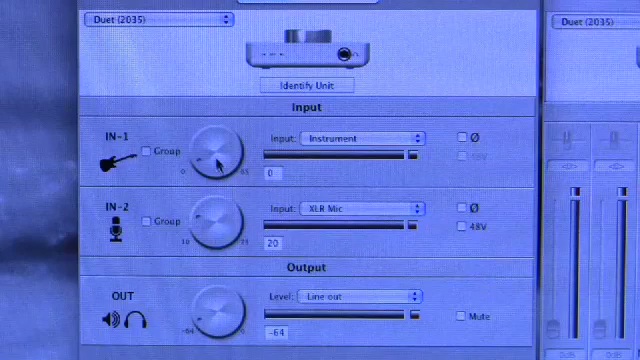 Duet (2035)
Duet (2035)
Identify Unit
Input
IN-1
Group
0
65
Input: Instrument
0
Ø
48V
IN-2
Group
10
75
Input: XLR Mic
20
Ø
48V
Output
OUT
-64
0
Level: Line out
-64
Mute